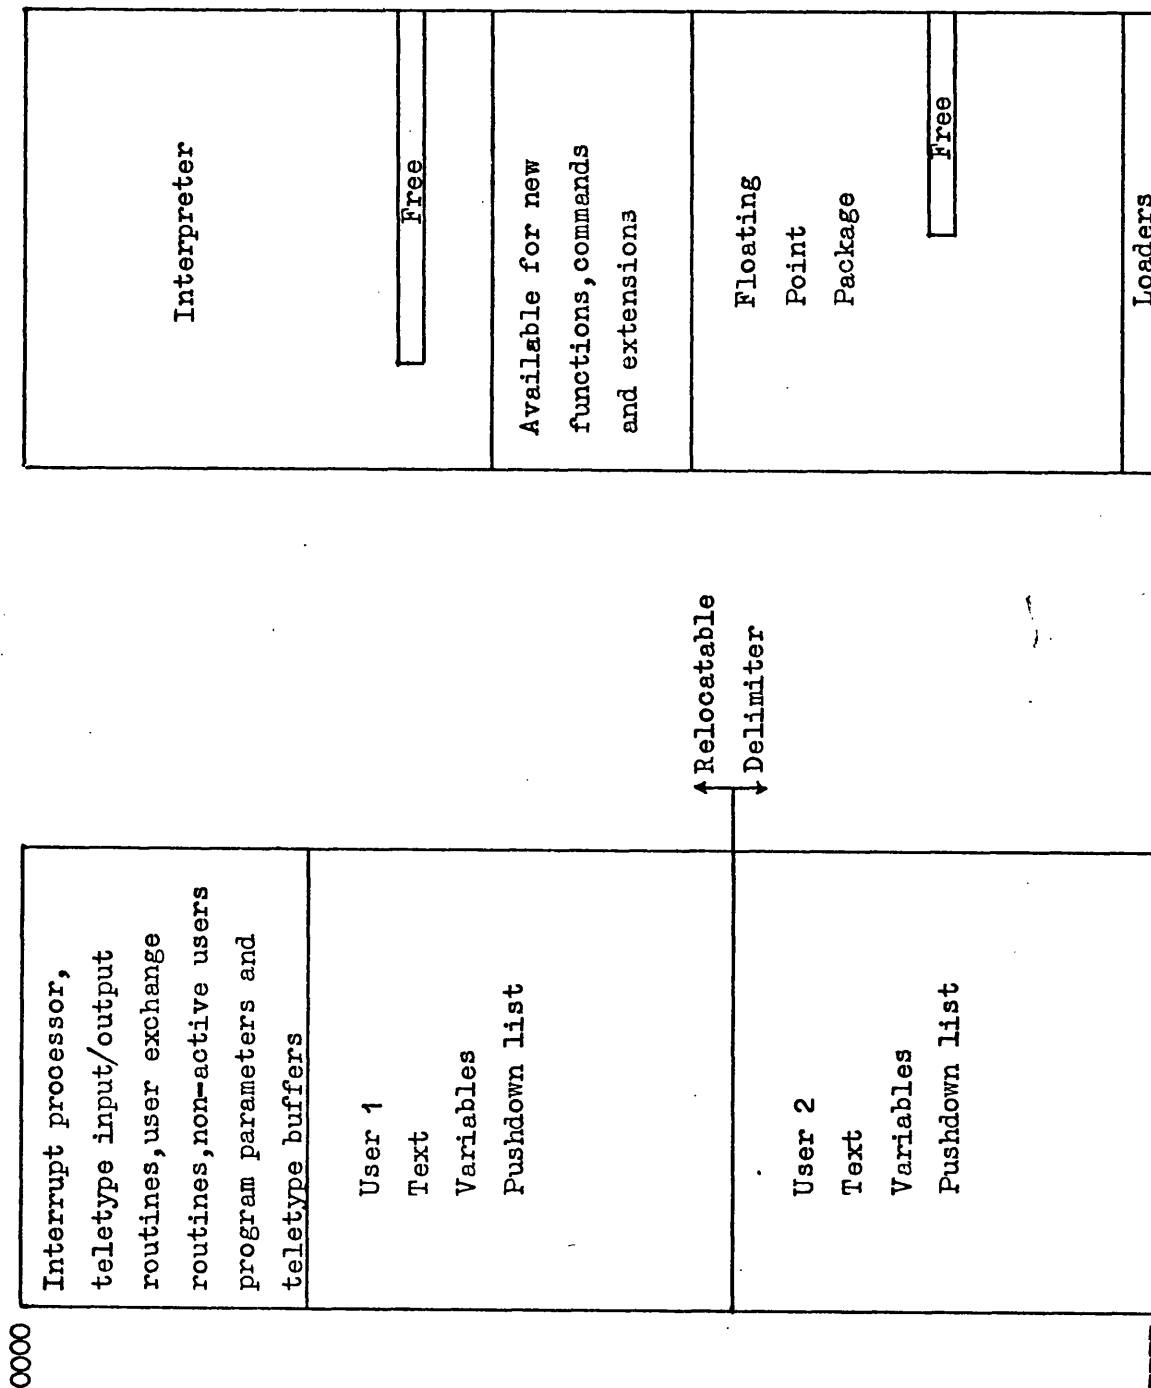 0000
Interrupt processor,
teletype input/output
routines,user exchange
routines,non-active users
program parameters and
teletype buffers
User 1
Text
Variables
Pushdown list
User 2
Text
Variables
Pushdown list
Relocatable
Delimiter
Interpreter
Free
Available for new
functions,commands
and extensions
Floating
Point
Package
Free
Loaders